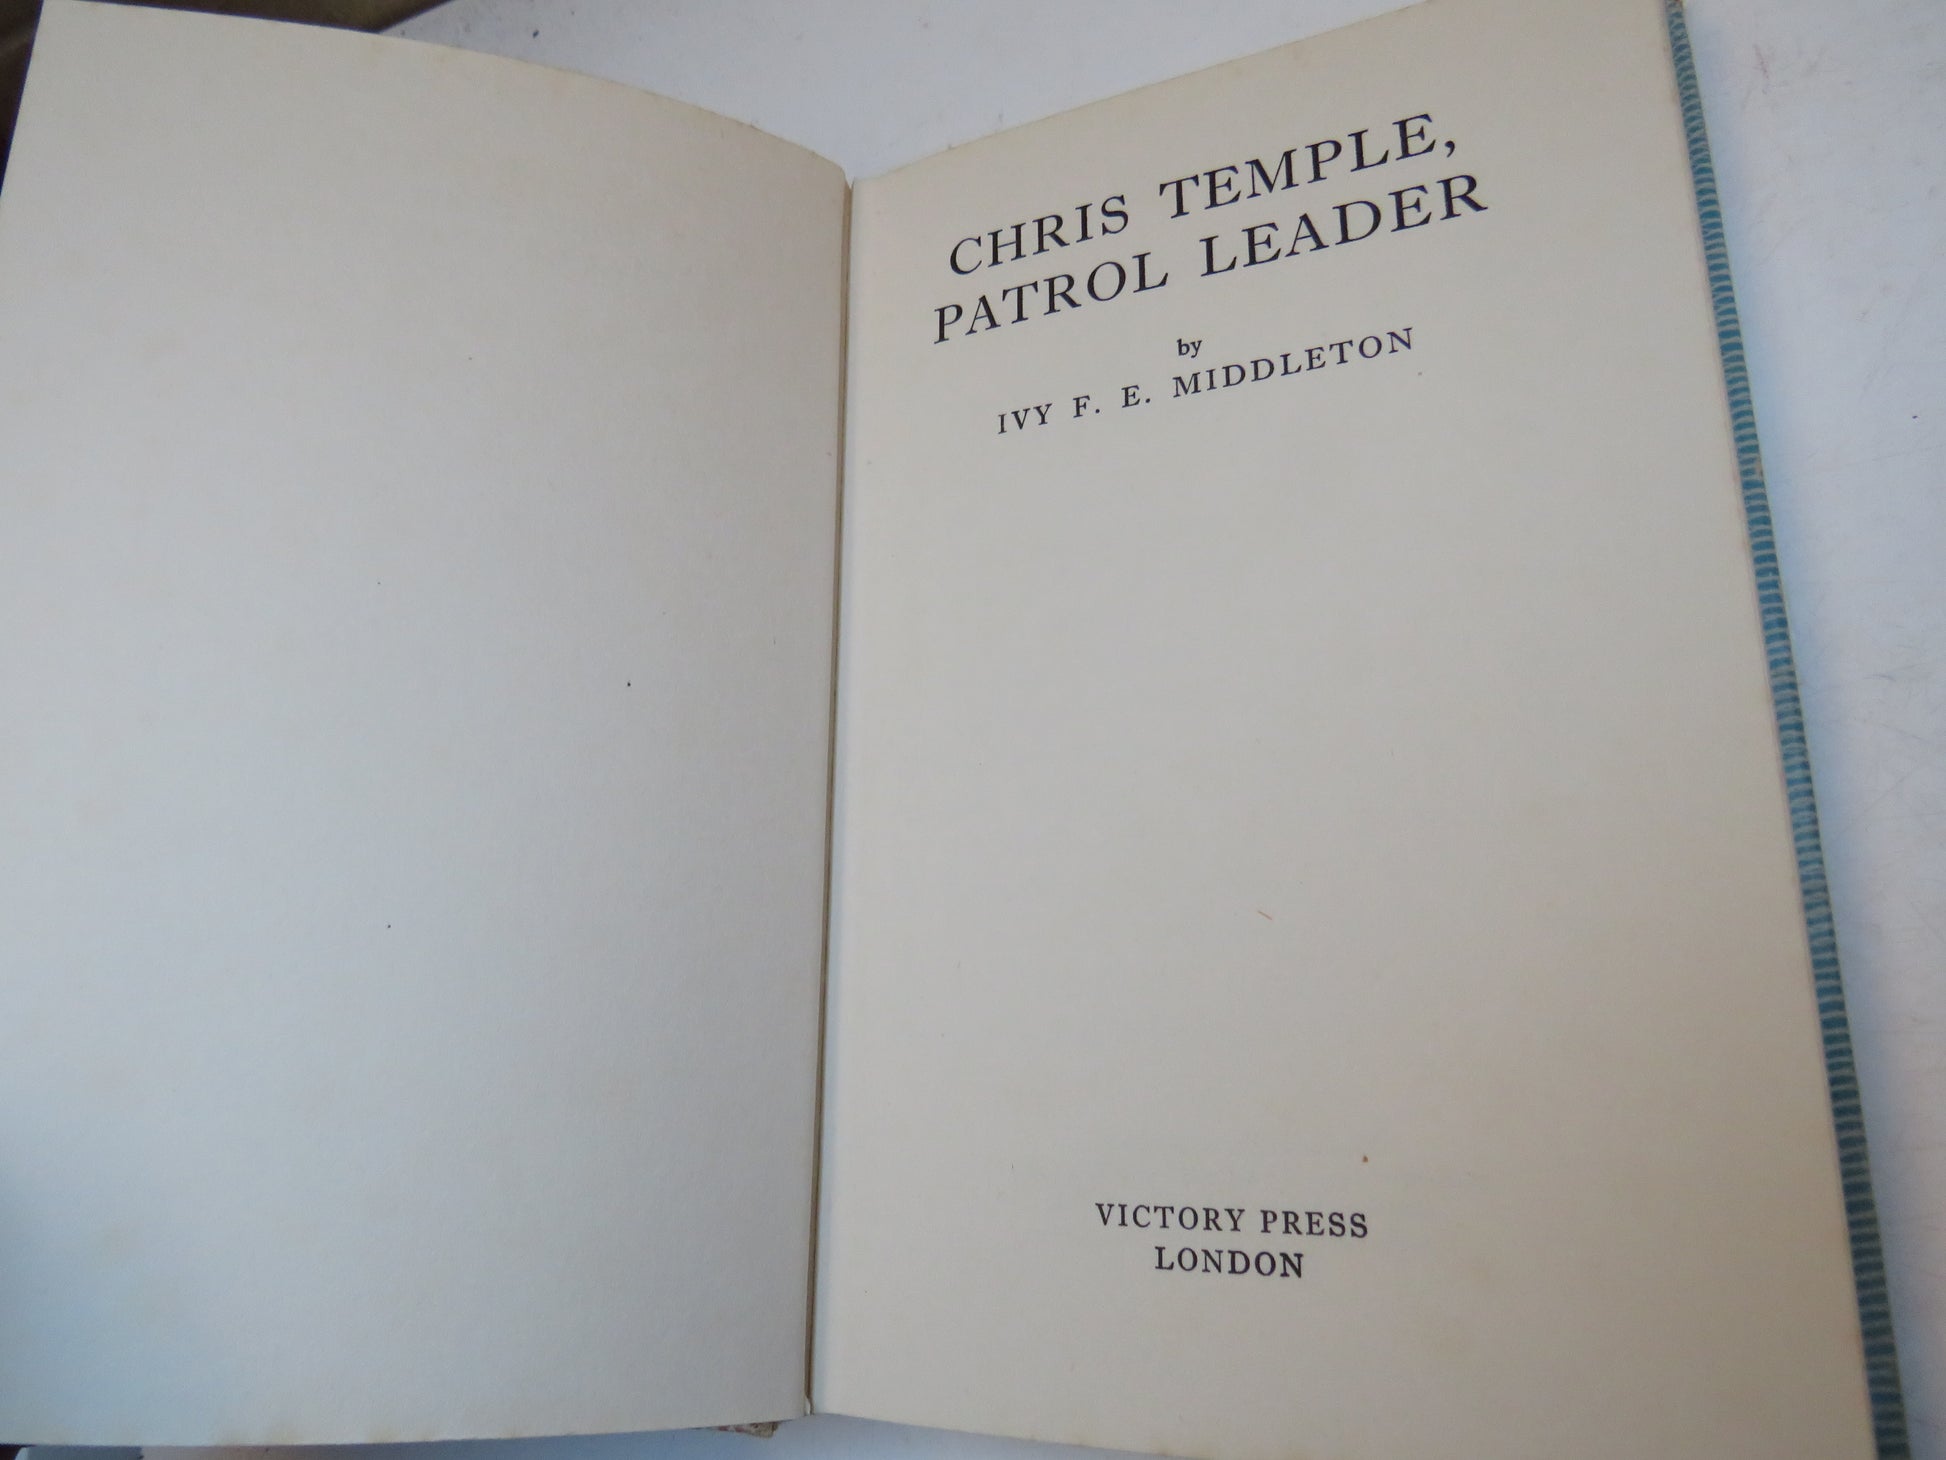 CHRIS TEMPLE,
PATROL LEADER
by
IVY F. E. MIDDLETON
VICTORY PRESS
LONDON